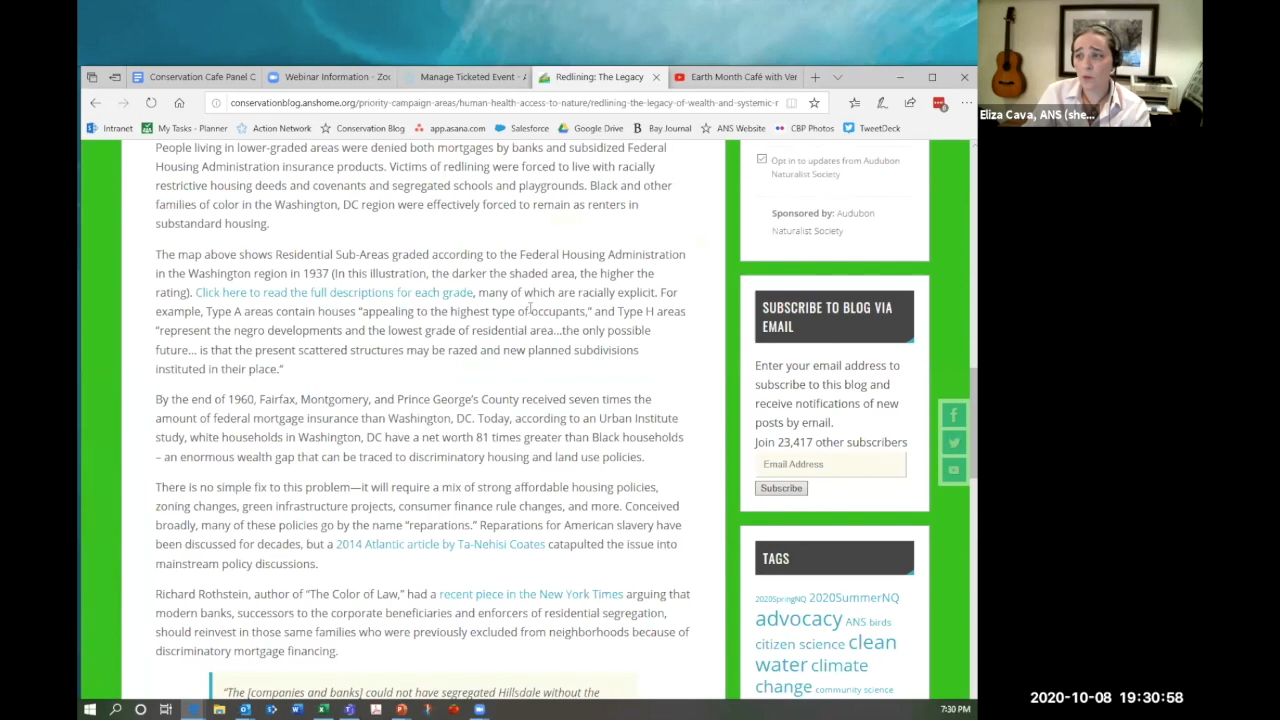 Conservation Cafe Panel C
Webinar Information - Zoo
Manage Ticketed Event - A
Redlining: The Legacy
Earth Month Café with Ver
conservationblog.anshome.org/priority-campaign-areas/human-health-access-to-nature/redlining-the-legacy-of-wealth-and-systemic-r
Intranet
My Tasks - Planner
Action Network
Conservation Blog
app.asana.com
Salesforce
Google Drive
Bay Journal
ANS Website
CBP Photos
TweetDeck
Eliza Cava, ANS (she...
People living in lower-graded areas were denied both mortgages by banks and subsidized Federal
Housing Administration insurance products. Victims of redlining were forced to live with racially
restrictive housing deeds and covenants and segregated schools and playgrounds. Black and other
families of color in the Washington, DC region were effectively forced to remain as renters in
substandard housing.
The map above shows Residential Sub-Areas graded according to the Federal Housing Administration
in the Washington region in 1937 (In this illustration, the darker the shaded area, the higher the
rating). Click here to read the full descriptions for each grade, many of which are racially explicit. For
example, Type A areas contain houses “appealing to the highest type of occupants,” and Type H areas
“represent the negro developments and the lowest grade of residential area…the only possible
future… is that the present scattered structures may be razed and new planned subdivisions
instituted in their place.”
By the end of 1960, Fairfax, Montgomery, and Prince George’s County received seven times the
amount of federal mortgage insurance than Washington, DC. Today, according to an Urban Institute
study, white households in Washington, DC have a net worth 81 times greater than Black households
– an enormous wealth gap that can be traced to discriminatory housing and land use policies.
There is no simple fix to this problem—it will require a mix of strong affordable housing policies,
zoning changes, green infrastructure projects, consumer finance rule changes, and more. Conceived
broadly, many of these policies go by the name “reparations.” Reparations for American slavery have
been discussed for decades, but a 2014 Atlantic article by Ta-Nehisi Coates catapulted the issue into
mainstream policy discussions.
Richard Rothstein, author of “The Color of Law,” had a recent piece in the New York Times arguing that
modern banks, successors to the corporate beneficiaries and enforcers of residential segregation,
should reinvest in those same families who were previously excluded from neighborhoods because of
discriminatory mortgage financing.
“The [companies and banks] could not have segregated Hillsdale without the
Opt in to updates from Audubon
Naturalist Society
Sponsored by: Audubon
Naturalist Society
SUBSCRIBE TO BLOG VIA
EMAIL
Enter your email address to
subscribe to this blog and
receive notifications of new
posts by email.
Join 23,417 other subscribers
Email Address
Subscribe
TAGS
2020SpringNQ 2020SummerNQ
advocacy ANS birds
citizen science clean
water climate
change community science
7:30 PM
2020-10-08 19:30:58